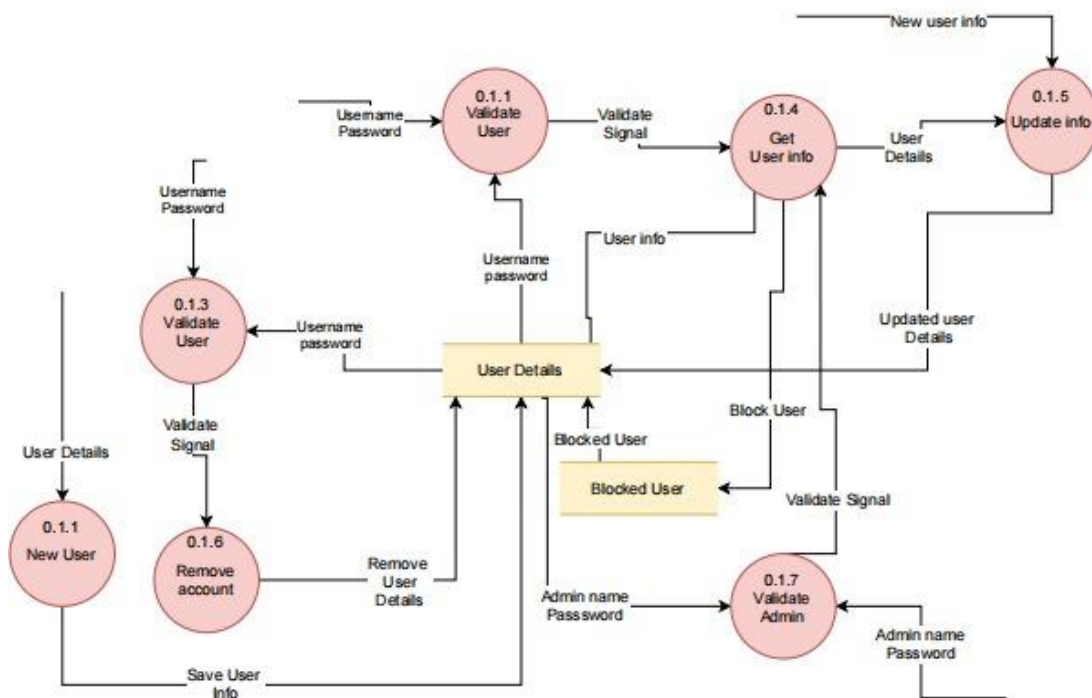 New user info
0.1.5
Update info
0.1.1
Validate
User
Username
Password
Validate
Signal
0.1.4
Get
User info
User
Details
Username
Password
User info
Username
password
0.1.3
Validate
User
Username
password
Updated user
Details
User Details
Validate
Signal
Block User
Blocked User
User Details
Blocked User
Validate Signal
0.1.1
New User
0.1.6
Remove
account
Remove
User
Details
0.1.7
Validate
Admin
Admin name
Passsword
Admin name
Password
Save User
Info